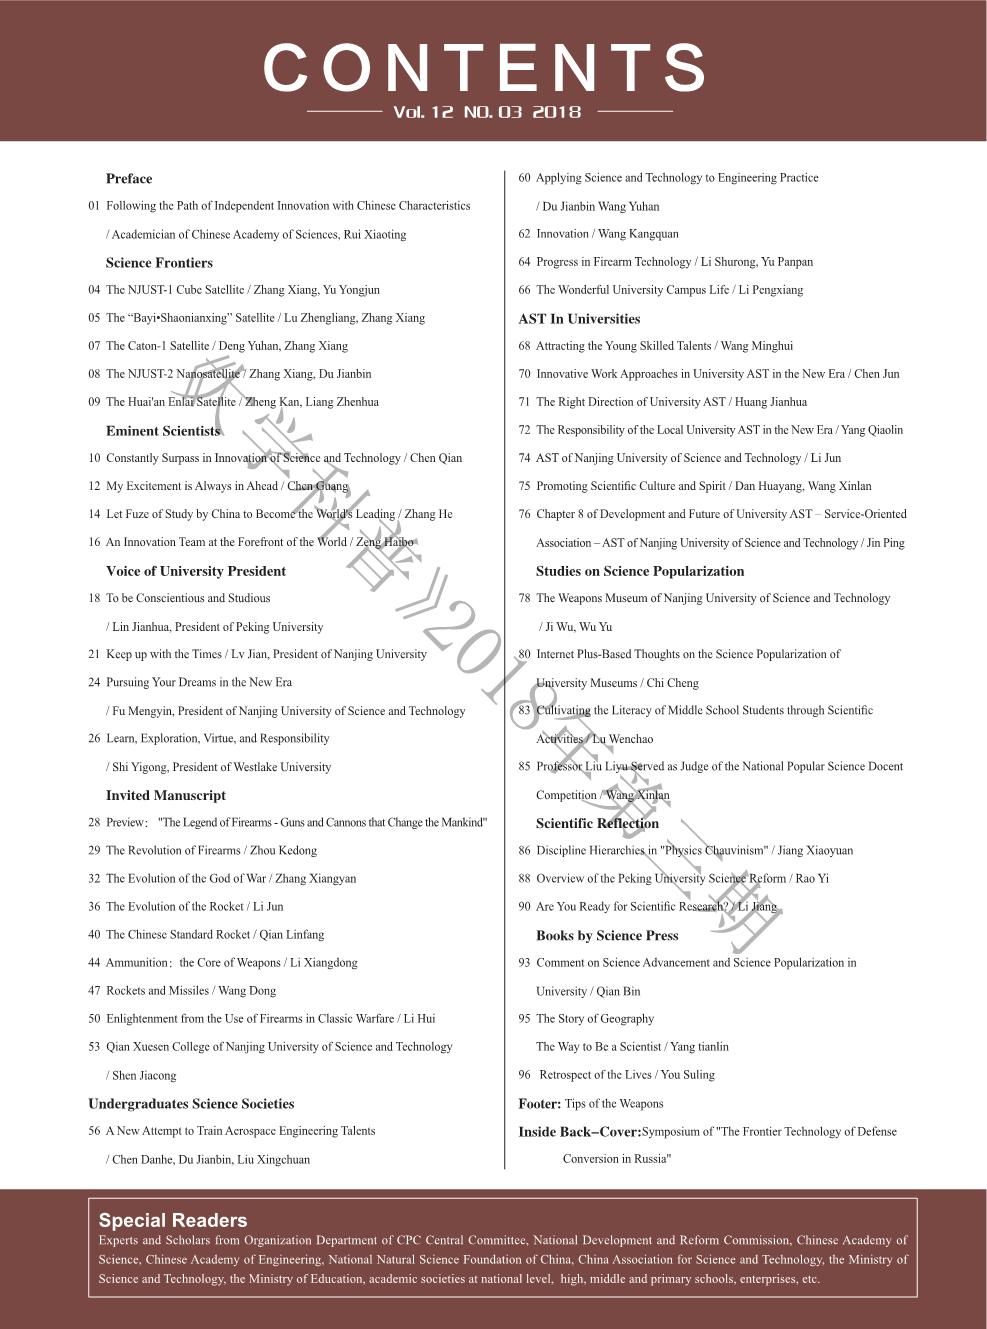 CONTENTS
Vol. 12 NO. 03 2018
Preface
01 Following the Path of Independent Innovation with Chinese Characteristics
/ Academician of Chinese Academy of Sciences, Rui Xiaoting
Science Frontiers
04 The NJUST-1 Cube Satellite / Zhang Xiang, Yu Yongjun
05 The “Bayi•Shaonianxing” Satellite / Lu Zhengliang, Zhang Xiang
07 The Caton-1 Satellite / Deng Yuhan, Zhang Xiang
08 The NJUST-2 Nanosatellite / Zhang Xiang, Du Jianbin
09 The Huai'an Enlai Satellite / Zheng Kan, Liang Zhenhua
Eminent Scientists
10 Constantly Surpass in Innovation of Science and Technology / Chen Qian
12 My Excitement is Always in Ahead / Chen Guang
14 Let Fuze of Study by China to Become the World's Leading / Zhang He
16 An Innovation Team at the Forefront of the World / Zeng Haibo
Voice of University President
18 To be Conscientious and Studious
/ Lin Jianhua, President of Peking University
21 Keep up with the Times / Lv Jian, President of Nanjing University
24 Pursuing Your Dreams in the New Era
/ Fu Mengyin, President of Nanjing University of Science and Technology
26 Learn, Exploration, Virtue, and Responsibility
/ Shi Yigong, President of Westlake University
Invited Manuscript
28 Preview： "The Legend of Firearms - Guns and Cannons that Change the Mankind"
29 The Revolution of Firearms / Zhou Kedong
32 The Evolution of the God of War / Zhang Xiangyan
36 The Evolution of the Rocket / Li Jun
40 The Chinese Standard Rocket / Qian Linfang
44 Ammunition：the Core of Weapons / Li Xiangdong
47 Rockets and Missiles / Wang Dong
50 Enlightenment from the Use of Firearms in Classic Warfare / Li Hui
53 Qian Xuesen College of Nanjing University of Science and Technology
/ Shen Jiacong
Undergraduates Science Societies
56 A New Attempt to Train Aerospace Engineering Talents
/ Chen Danhe, Du Jianbin, Liu Xingchuan
60 Applying Science and Technology to Engineering Practice
/ Du Jianbin Wang Yuhan
62 Innovation / Wang Kangquan
64 Progress in Firearm Technology / Li Shurong, Yu Panpan
66 The Wonderful University Campus Life / Li Pengxiang
AST In Universities
68 Attracting the Young Skilled Talents / Wang Minghui
70 Innovative Work Approaches in University AST in the New Era / Chen Jun
71 The Right Direction of University AST / Huang Jianhua
72 The Responsibility of the Local University AST in the New Era / Yang Qiaolin
74 AST of Nanjing University of Science and Technology / Li Jun
75 Promoting Scientific Culture and Spirit / Dan Huayang, Wang Xinlan
76 Chapter 8 of Development and Future of University AST – Service-Oriented
Association – AST of Nanjing University of Science and Technology / Jin Ping
Studies on Science Popularization
78 The Weapons Museum of Nanjing University of Science and Technology
/ Ji Wu, Wu Yu
80 Internet Plus-Based Thoughts on the Science Popularization of
University Museums / Chi Cheng
83 Cultivating the Literacy of Middle School Students through Scientific
Activities / Lu Wenchao
85 Professor Liu Liyu Served as Judge of the National Popular Science Docent
Competition / Wang Xinlan
Scientific Reflection
86 Discipline Hierarchies in "Physics Chauvinism" / Jiang Xiaoyuan
88 Overview of the Peking University Science Reform / Rao Yi
90 Are You Ready for Scientific Research? / Li Jiang
Books by Science Press
93 Comment on Science Advancement and Science Popularization in
University / Qian Bin
95 The Story of Geography
The Way to Be a Scientist / Yang tianlin
96 Retrospect of the Lives / You Suling
Footer: Tips of the Weapons
Inside Back–Cover:Symposium of "The Frontier Technology of Defense
Conversion in Russia"
《大学科普》2018年第三期
Special Readers
Experts and Scholars from Organization Department of CPC Central Committee, National Development and Reform Commission, Chinese Academy of
Science, Chinese Academy of Engineering, National Natural Science Foundation of China, China Association for Science and Technology, the Ministry of
Science and Technology, the Ministry of Education, academic societies at national level, high, middle and primary schools, enterprises, etc.